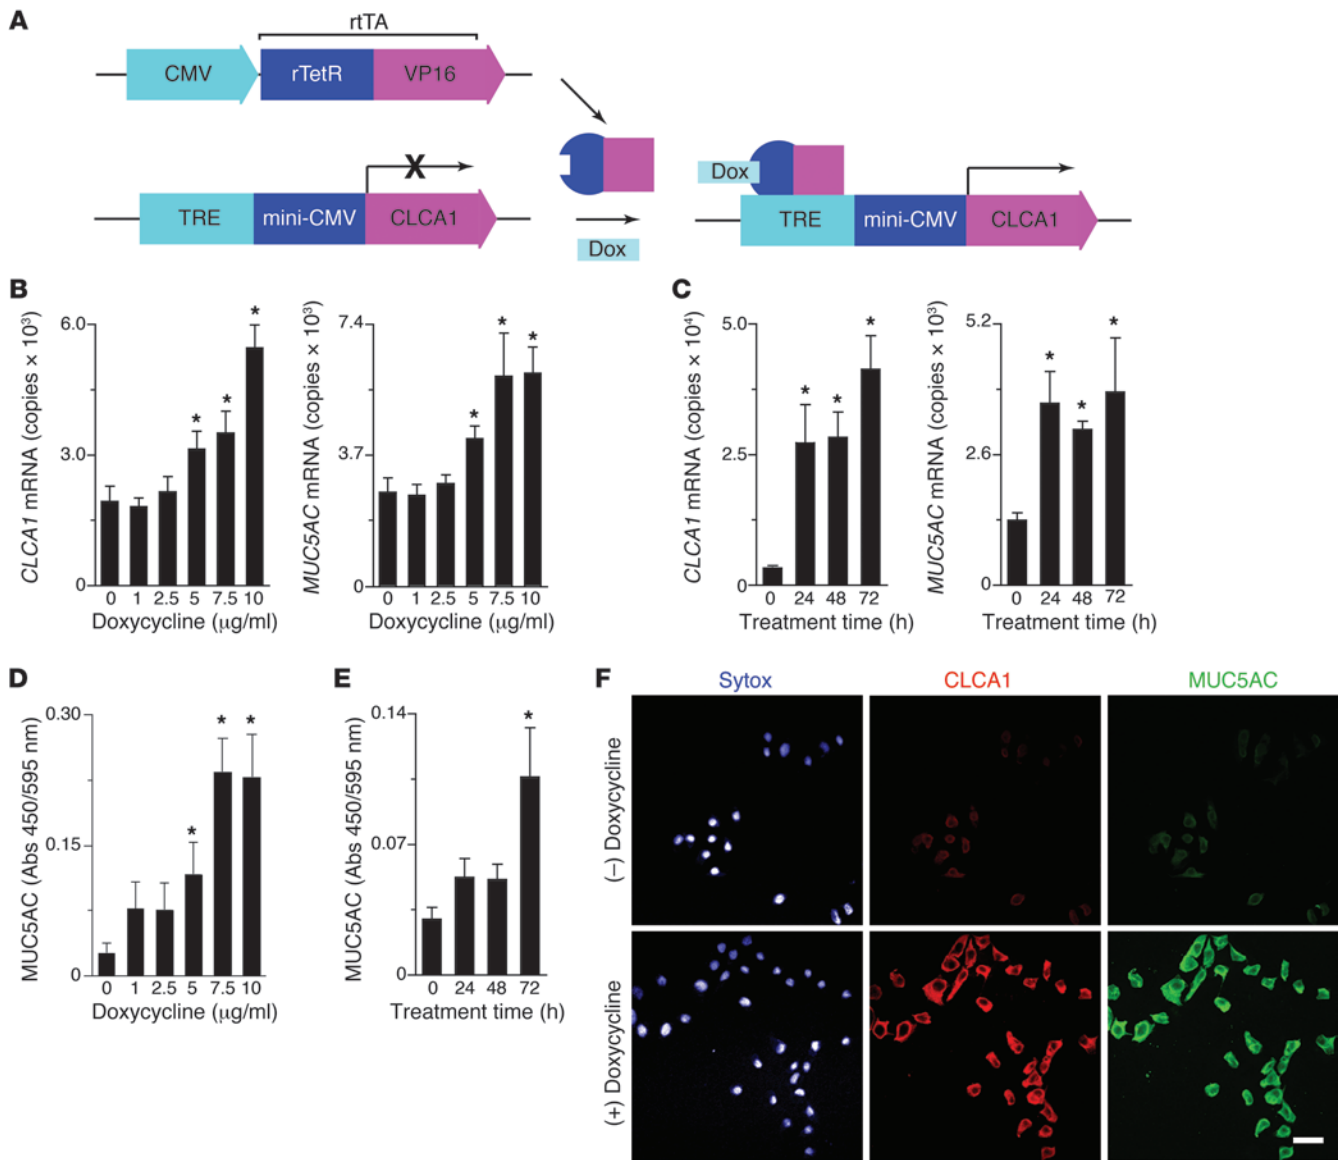 A
rtTA
CMV
rTetR
VP16
X
TRE
mini-CMV
CLCA1
Dox
Dox
TRE
mini-CMV
CLCA1
B
CLCA1 mRNA (copies × 10³)
6.0
3.0
0
* * *
0 1 2.5 5 7.5 10
Doxycycline (μg/ml)
MUC5AC mRNA (copies × 10³)
7.4
3.7
0
* * *
0 1 2.5 5 7.5 10
Doxycycline (μg/ml)
C
CLCA1 mRNA (copies × 10⁴)
5.0
2.5
0
* * *
0 24 48 72
Treatment time (h)
MUC5AC mRNA (copies × 10³)
5.2
2.6
0
* * *
0 24 48 72
Treatment time (h)
D
MUC5AC (Abs 450/595 nm)
0.30
0.15
0
* * *
0 1 2.5 5 7.5 10
Doxycycline (μg/ml)
E
MUC5AC (Abs 450/595 nm)
0.14
0.07
0
*
0 24 48 72
Treatment time (h)
F
Sytox CLCA1 MUC5AC
(−) Doxycycline
(+) Doxycycline